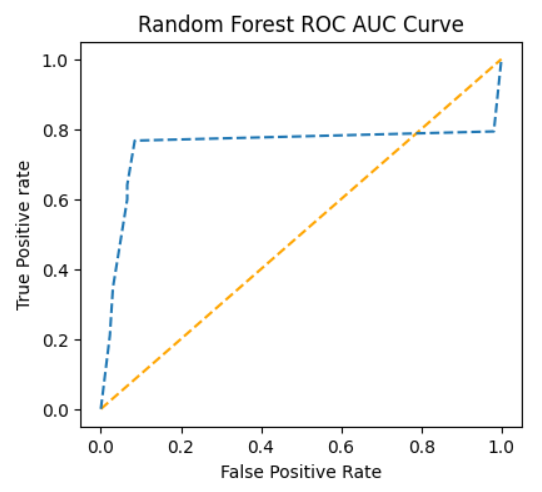 Random Forest ROC AUC Curve
1.0
0.8
0.6
0.4
0.2
0.0
True Positive rate
0.0 0.2 0.4 0.6 0.8 1.0
False Positive Rate